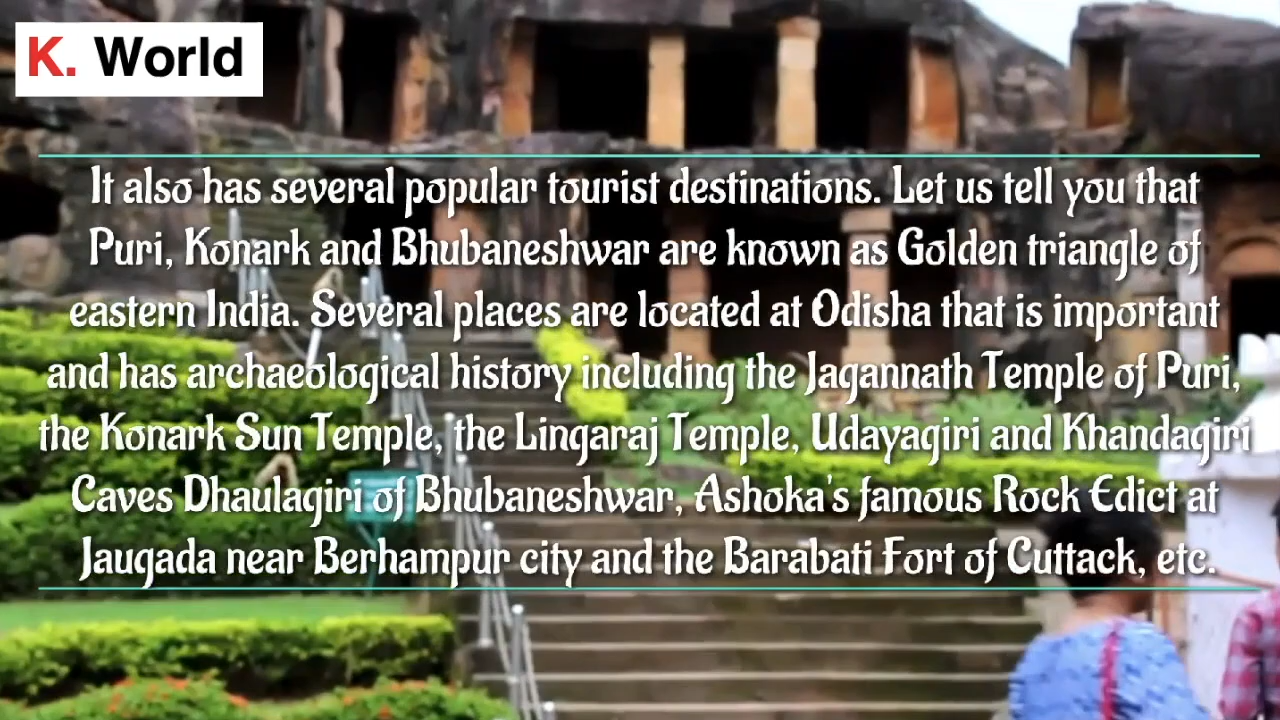 K. World
It also has several popular tourist destinations. Let us tell you that
Puri, Konark and Bhubaneshwar are known as Golden triangle of
eastern India. Several places are located at Odisha that is important
and has archaeological history including the Jagannath Temple of Puri,
the Konark Sun Temple, the Lingaraj Temple, Udayagiri and Khandagiri
Caves Dhaulagiri of Bhubaneshwar, Ashoka's famous Rock Edict at
Jaugada near Berhampur city and the Barabati Fort of Cuttack, etc.